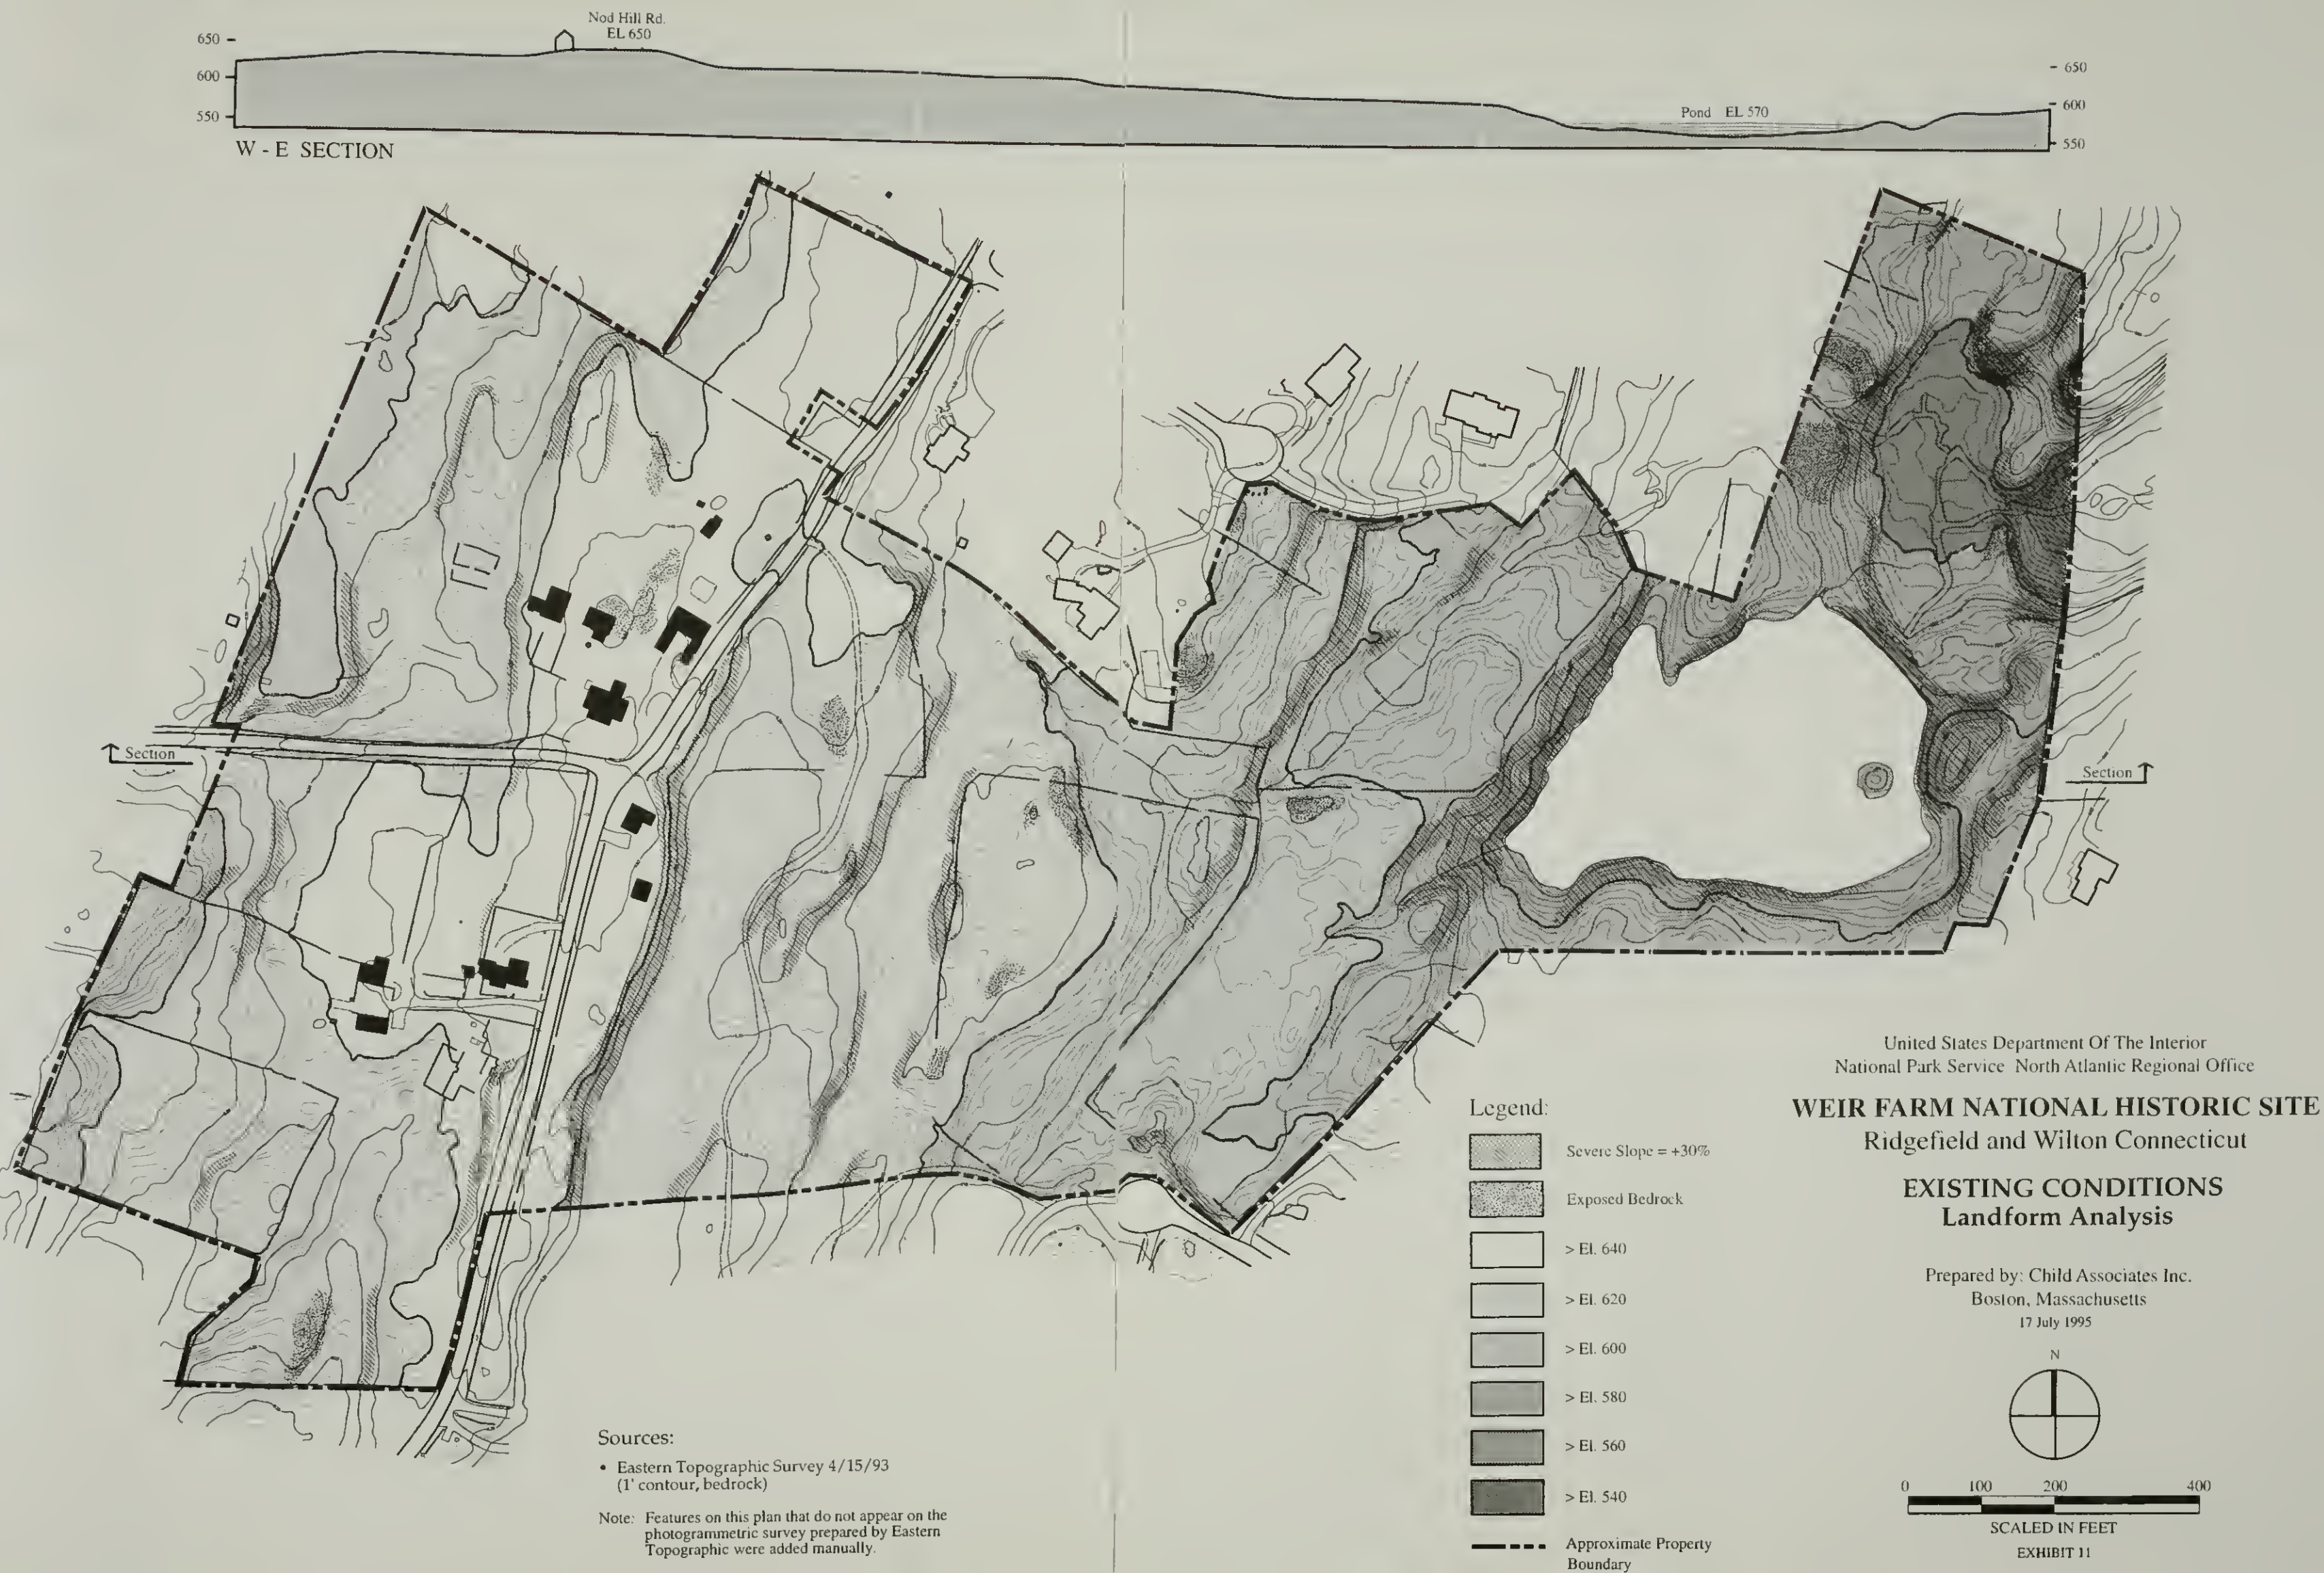 Nod Hill Rd.
EL 650
650
600
550
650
600
550
Pond EL 570
W - E SECTION
Section
Section
United States Department Of The Interior
National Park Service North Atlantic Regional Office
WEIR FARM NATIONAL HISTORIC SITE
Ridgefield and Wilton Connecticut
EXISTING CONDITIONS
Landform Analysis
Prepared by: Child Associates Inc.
Boston, Massachusetts
17 July 1995
N
0 100 200 400
SCALED IN FEET
EXHIBIT 11
Legend:
Severe Slope = +30%
Exposed Bedrock
> El. 640
> El. 620
> El. 600
> El. 580
> El. 560
> El. 540
Approximate Property
Boundary
Sources:
• Eastern Topographic Survey 4/15/93
(1' contour, bedrock)
Note: Features on this plan that do not appear on the
photogrammetric survey prepared by Eastern
Topographic were added manually.